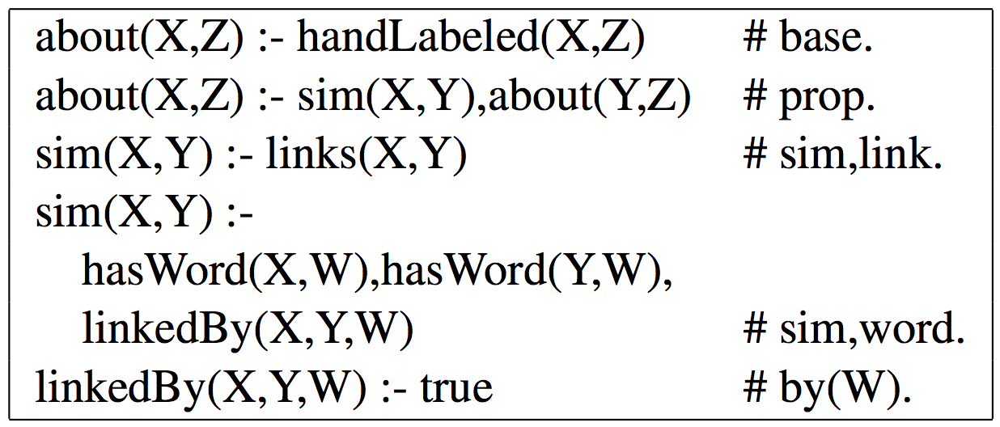 about(X,Z) :- handLabeled(X,Z) # base.
about(X,Z) :- sim(X,Y),about(Y,Z) # prop.
sim(X,Y) :- links(X,Y) # sim,link.
sim(X,Y) :-
hasWord(X,W),hasWord(Y,W),
linkedBy(X,Y,W) # sim,word.
linkedBy(X,Y,W) :- true # by(W).